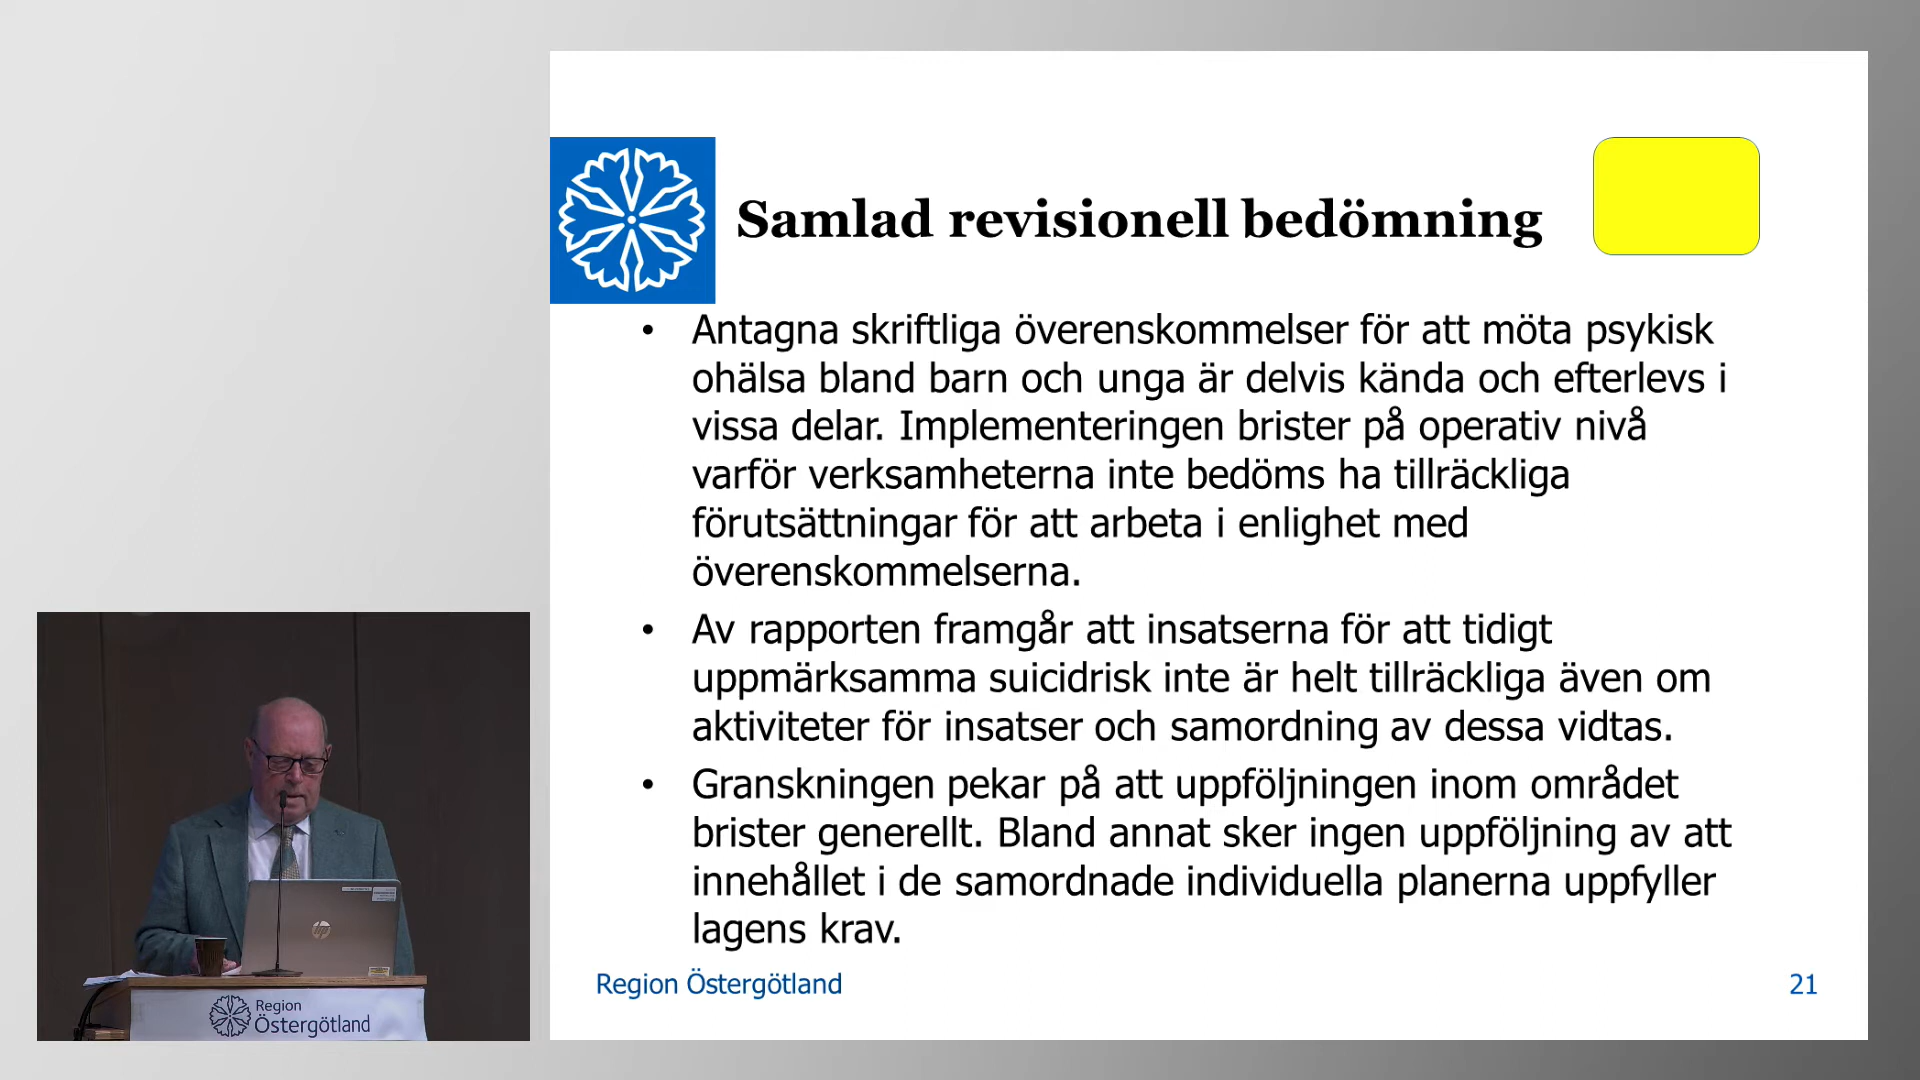 Samlad revisionell bedömning
• Antagna skriftliga överenskommelser för att möta psykisk
ohälsa bland barn och unga är delvis kända och efterlevs i
vissa delar. Implementeringen brister på operativ nivå
varför verksamheterna inte bedöms ha tillräckliga
förutsättningar för att arbeta i enlighet med
överenskommelserna.
• Av rapporten framgår att insatserna för att tidigt
uppmärksamma suicidrisk inte är helt tillräckliga även om
aktiviteter för insatser och samordning av dessa vidtas.
• Granskningen pekar på att uppföljningen inom området
brister generellt. Bland annat sker ingen uppföljning av att
innehållet i de samordnade individuella planerna uppfyller
lagens krav.
Region Östergötland
21
hp
Region
Östergötland